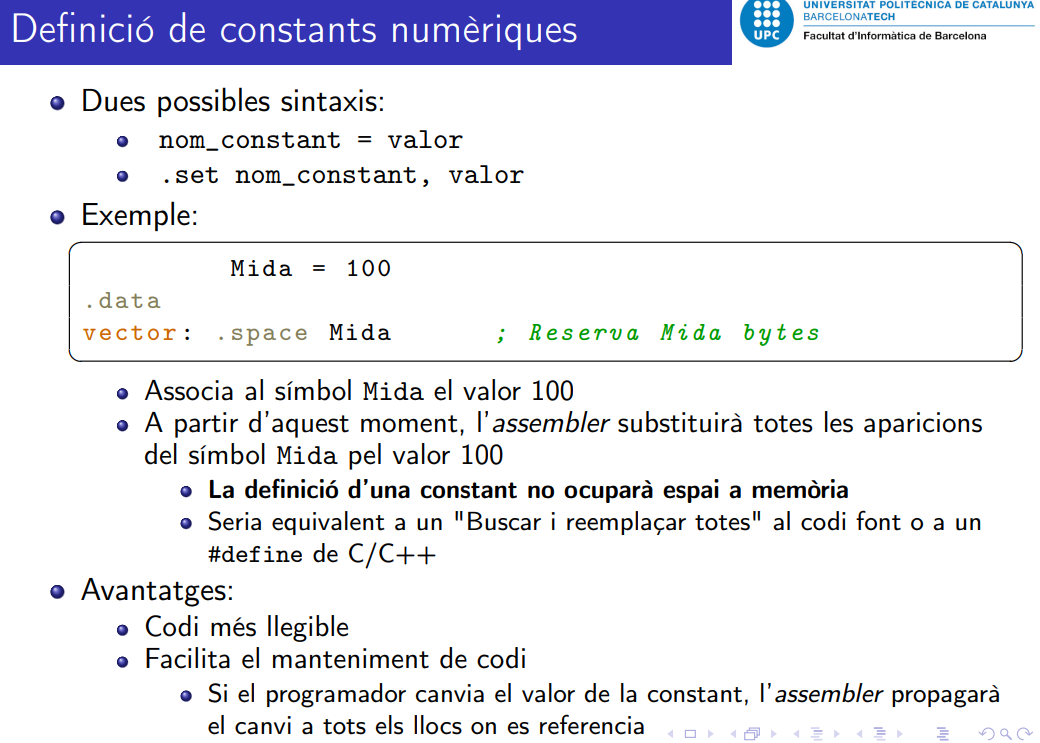 Definició de constants numèriques
UNIVERSITAT POLITÈCNICA DE CATALUNYA
BARCELONATECH
Facultat d'Informàtica de Barcelona
UPC
Dues possibles sintaxis:
nom_constant = valor
.set nom_constant, valor
Exemple:
Mida = 100
.data
vector: .space Mida ; Reserva Mida bytes
Associa al símbol Mida el valor 100
A partir d'aquest moment, l'assembler substituirà totes les aparicions
del símbol Mida pel valor 100
La definició d'una constant no ocuparà espai a memòria
Seria equivalent a un "Buscar i reemplaçar totes" al codi font o a un
#define de C/C++
Avantatges:
Codi més llegible
Facilita el manteniment de codi
Si el programador canvia el valor de la constant, l'assembler propagarà
el canvi a tots els llocs on es referencia